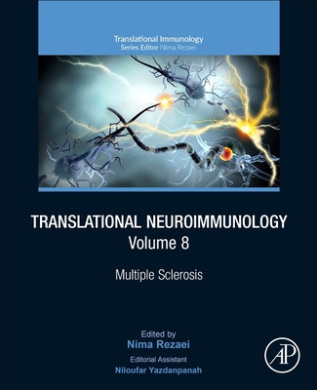 Translational Immunology
Series Editor Nima Rezaei
TRANSLATIONAL NEUROIMMUNOLOGY
Volume 8
Multiple Sclerosis
Edited by
Nima Rezaei
Editorial Assistant
Niloufar Yazdanpanah
AP